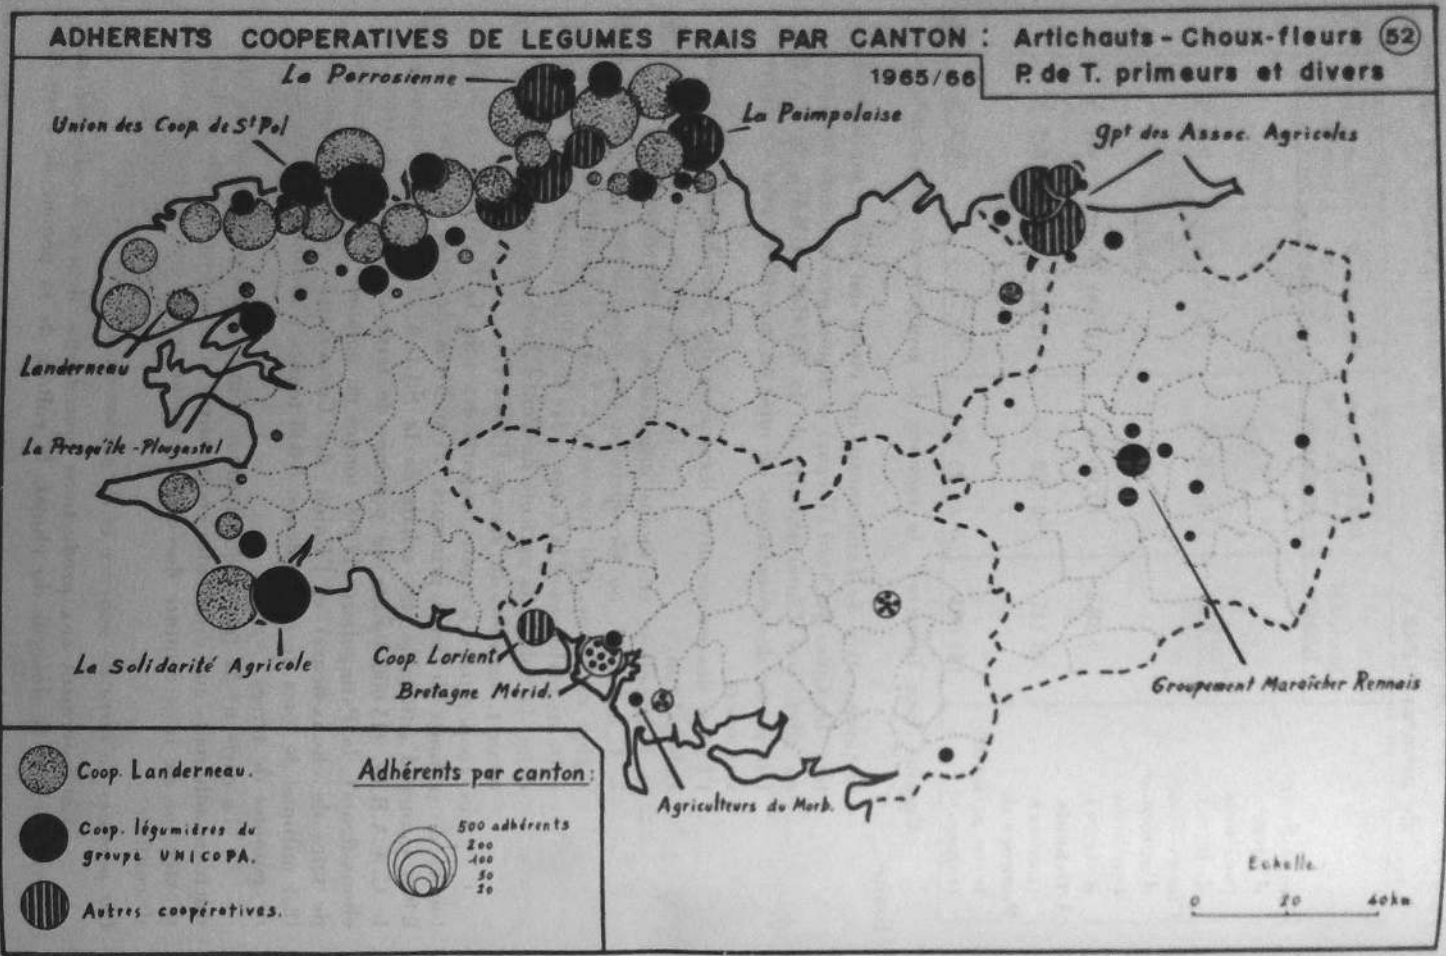 ADHERENTS COOPERATIVES DE LEGUMES FRAIS PAR CANTON : Artichauts - Choux-fleurs 52
1965/66 P. de T. primeurs et divers
La Perrosienne
Union des Coop. de St Pol
La Paimpolaise
gpt des Assoc. Agricoles
Landerneau
La Presqu'île - Plougastel
La Solidarité Agricole
Coop. Lorient
Bretagne Mérid.
Groupement Maraîcher Rennais
Agriculteurs du Morb.
Coop. Landerneau.
Coop. légumières du
groupe UNICOPA.
Autres coopératives.
Adhérents par canton :
500 adhérents
200
100
50
20
Echelle
0 20 40 km